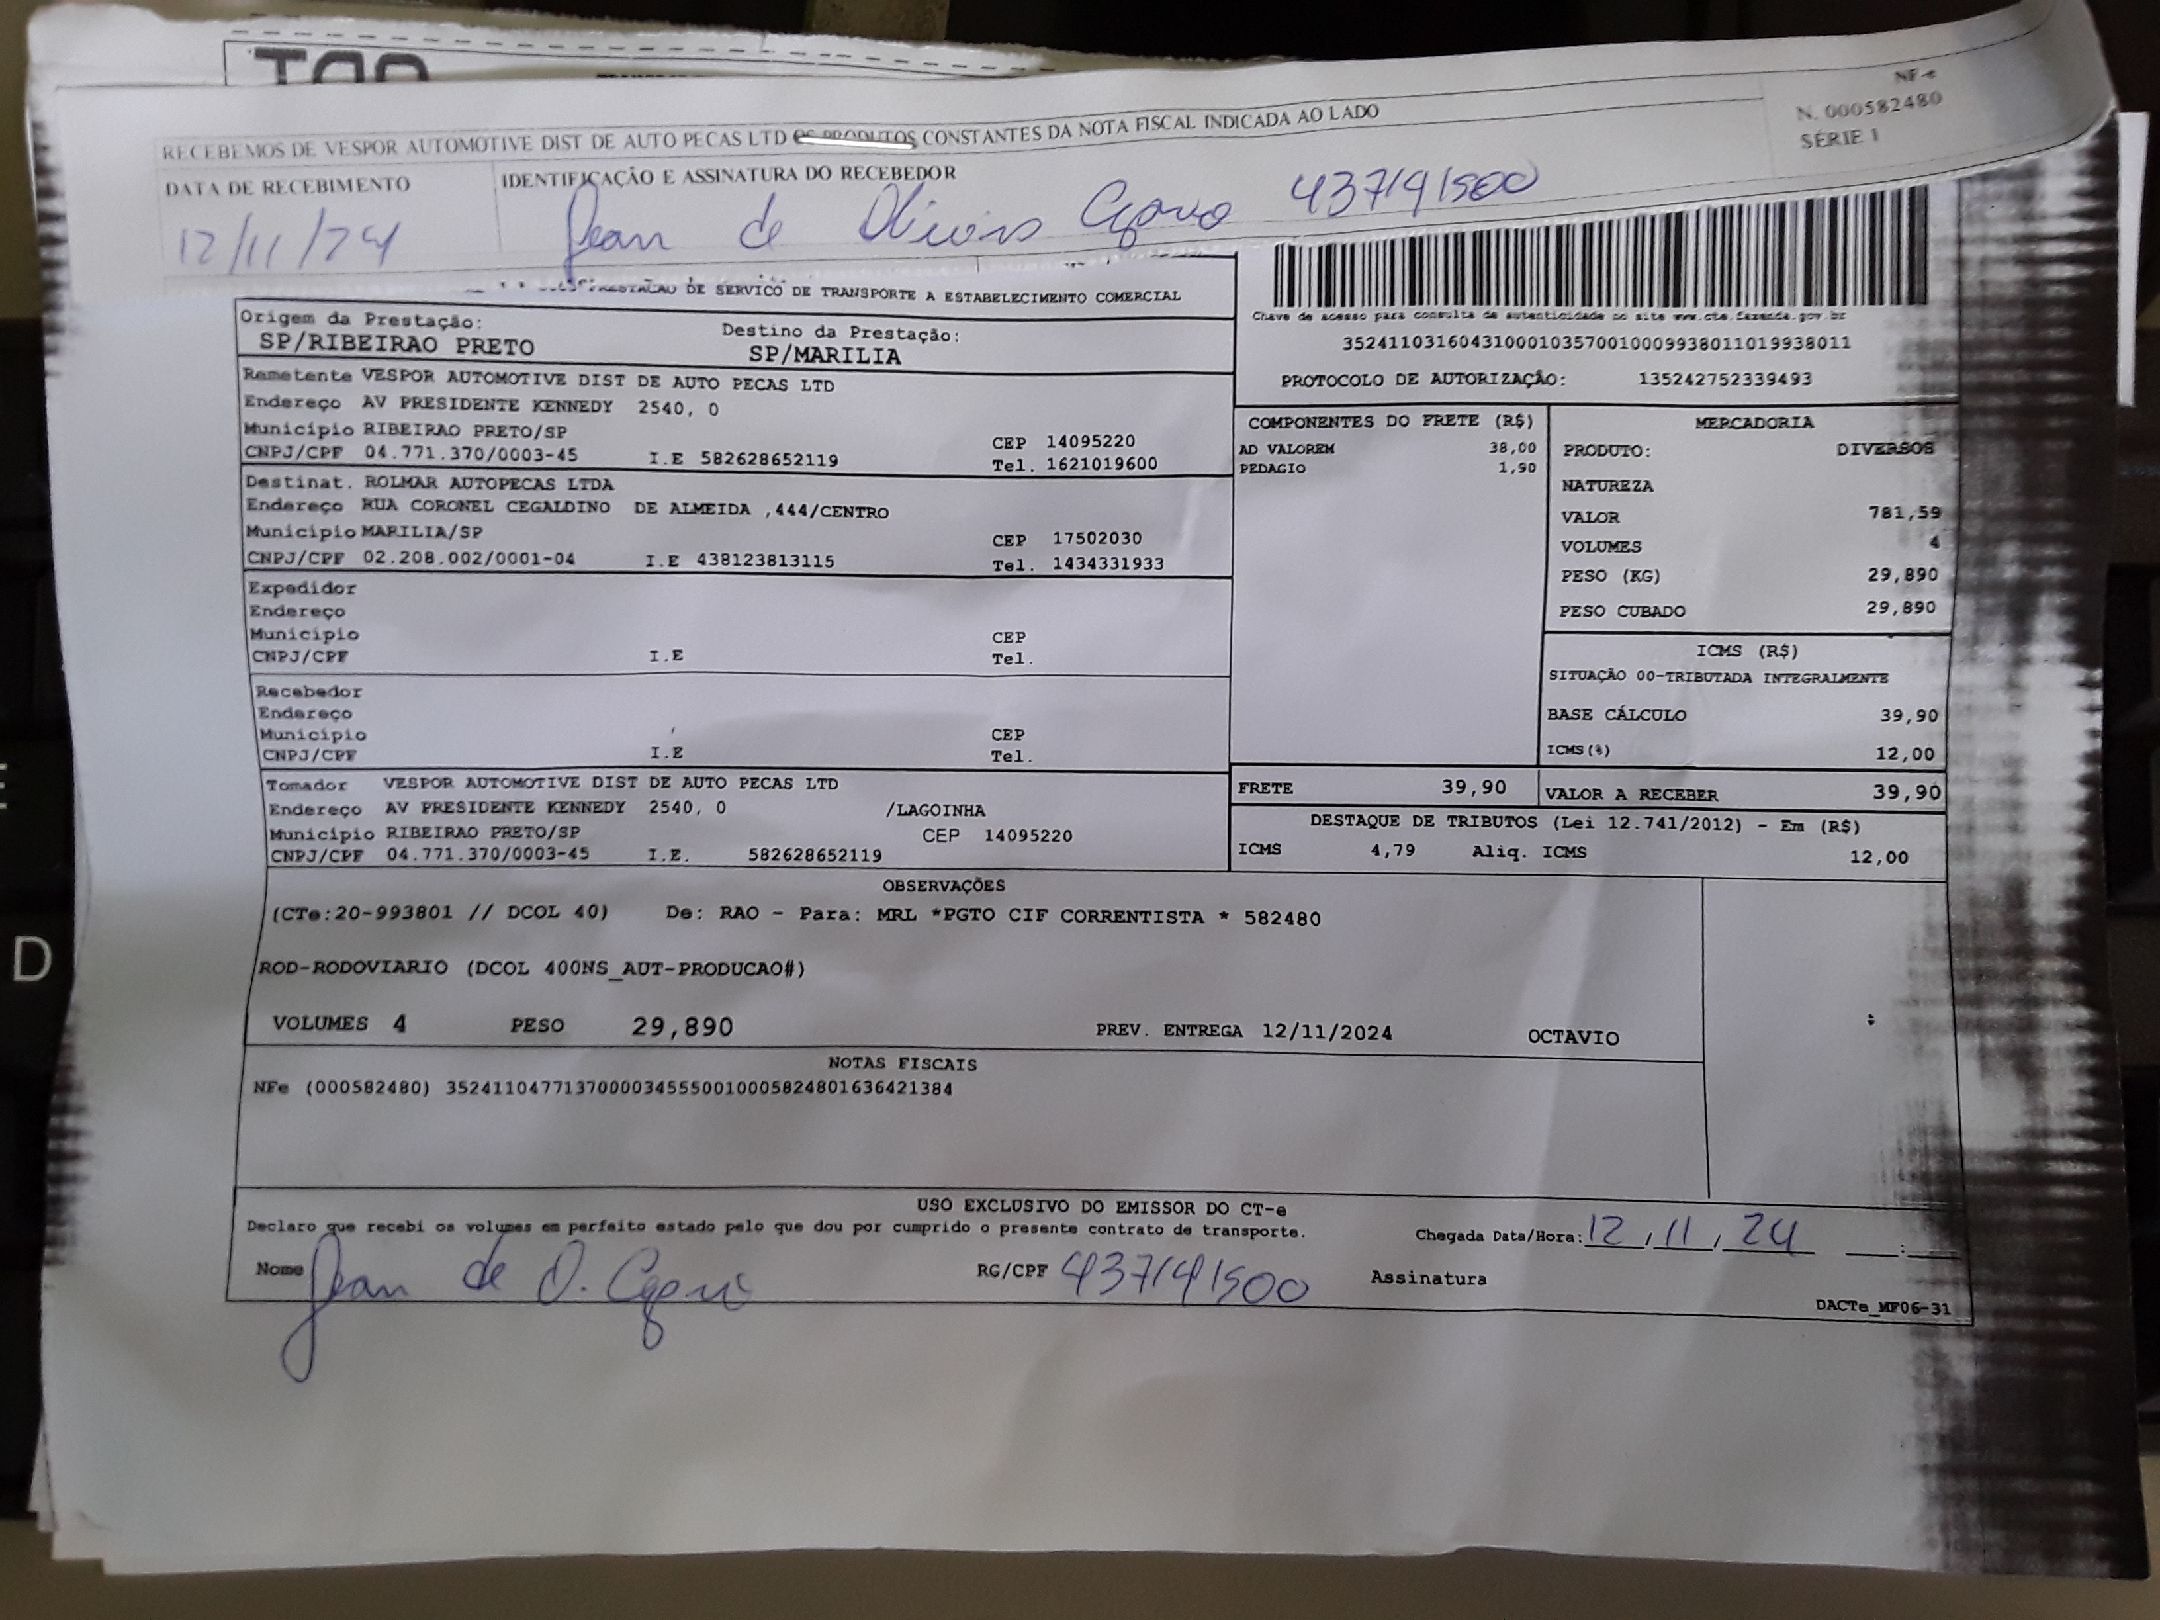 RECEBEMOS DE VESPOR AUTOMOTIVE DIST DE AUTO PECAS LTD OS PRODUTOS CONSTANTES DA NOTA FISCAL INDICADA AO LADO
NF-e
N. 000582480
SÉRIE 1
DATA DE RECEBIMENTO
12/11/24
IDENTIFICAÇÃO E ASSINATURA DO RECEBEDOR
Jean de 437141500
DE SERVICO DE TRANSPORTE A ESTABELECIMENTO COMERCIAL
Origem da Prestação: Destino da Prestação:
SP/RIBEIRAO PRETO SP/MARILIA
Remetente VESPOR AUTOMOTIVE DIST DE AUTO PECAS LTD
Endereço AV PRESIDENTE KENNEDY 2540, 0
Município RIBEIRAO PRETO/SP CEP 14095220
CNPJ/CPF 04.771.370/0003-45 I.E 582628652119 Tel. 1621019600
Destinat. ROLMAR AUTOPECAS LTDA
Endereço RUA CORONEL CEGALDINO DE ALMEIDA ,444/CENTRO
Município MARILIA/SP CEP 17502030
CNPJ/CPF 02.208.002/0001-04 I.E 438123813115 Tel. 1434331933
Expedidor
Endereço
Município CEP
CNPJ/CPF I.E Tel.
Recebedor
Endereço
Município CEP
CNPJ/CPF I.E Tel.
Tomador VESPOR AUTOMOTIVE DIST DE AUTO PECAS LTD
Endereço AV PRESIDENTE KENNEDY 2540, 0 /LAGOINHA
Município RIBEIRAO PRETO/SP CEP 14095220
CNPJ/CPF 04.771.370/0003-45 I.E. 582628652119
Chave de acesso para consulta de autenticidade no site www.cte.fazenda.gov.br
35241103160431000103570010009938011019938011
PROTOCOLO DE AUTORIZAÇÃO: 135242752339493
COMPONENTES DO FRETE (R$)
AD VALOREM 38,00
PEDAGIO 1,90
MERCADORIA
PRODUTO: DIVERSOS
NATUREZA
VALOR 781,59
VOLUMES 4
PESO (KG) 29,890
PESO CUBADO 29,890
ICMS (R$)
SITUAÇÃO 00-TRIBUTADA INTEGRALMENTE
BASE CÁLCULO 39,90
ICMS(%) 12,00
FRETE 39,90 VALOR A RECEBER 39,90
DESTAQUE DE TRIBUTOS (Lei 12.741/2012) - Em (R$)
ICMS 4,79 Aliq. ICMS 12,00
OBSERVAÇÕES
(CTe:20-993801 // DCOL 40) De: RAO - Para: MRL *PGTO CIF CORRENTISTA * 582480
ROD-RODOVIARIO (DCOL 400NS_AUT-PRODUCAO#)
VOLUMES 4 PESO 29,890 PREV. ENTREGA 12/11/2024 OCTAVIO
NOTAS FISCAIS
NFe (000582480) 35241104771370000345550010005824801636421384
USO EXCLUSIVO DO EMISSOR DO CT-e
Declaro que recebi os volumes em perfeito estado pelo que dou por cumprido o presente contrato de transporte. Chegada Data/Hora: 12,11,24 :
Nome Jean de O. RG/CPF 437141500 Assinatura
DACTe_MF06-31